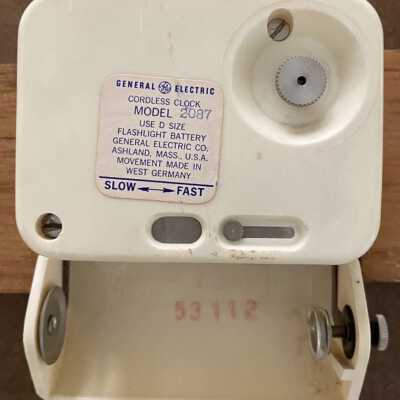 GENERAL GE ELECTRIC
CORDLESS CLOCK
MODEL 2087
USE D SIZE
FLASHLIGHT BATTERY
GENERAL ELECTRIC CO.
ASHLAND, MASS., U.S.A.
MOVEMENT MADE IN
WEST GERMANY
SLOW ←→ FAST
53112